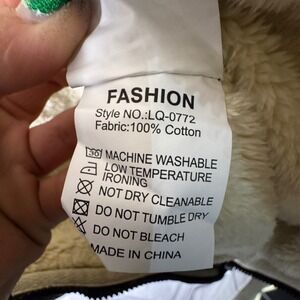 FASHION
Style NO.:LQ-0772
Fabric:100% Cotton
MACHINE WASHABLE
LOW TEMPERATURE
IRONING
NOT DRY CLEANABLE
DO NOT TUMBLE DRY
DO NOT BLEACH
MADE IN CHINA